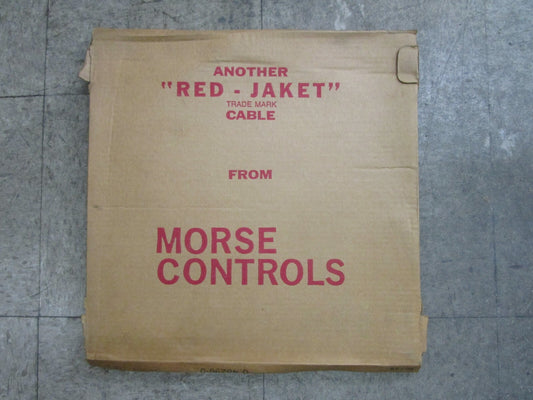 ANOTHER
"RED - JAKET"
TRADE MARK
CABLE
FROM
MORSE
CONTROLS